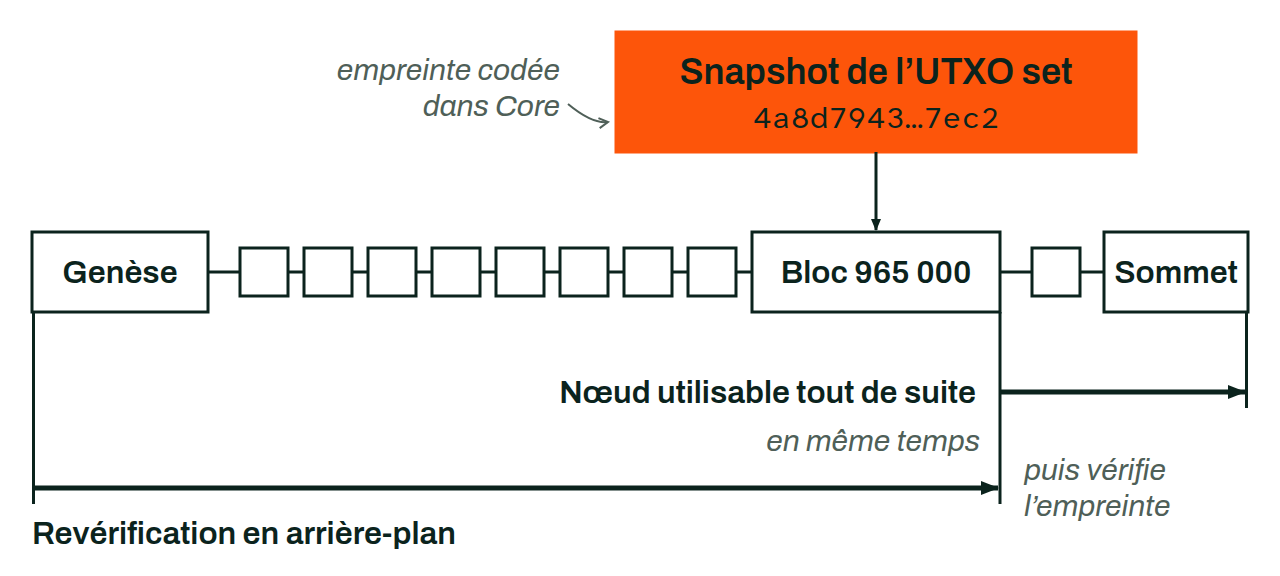 empreinte codée
dans Core
Snapshot de l’UTXO set
4a8d7943…7ec2
Genèse
Bloc 965 000
Sommet
Nœud utilisable tout de suite
en même temps
puis vérifie
l’empreinte
Revérification en arrière-plan